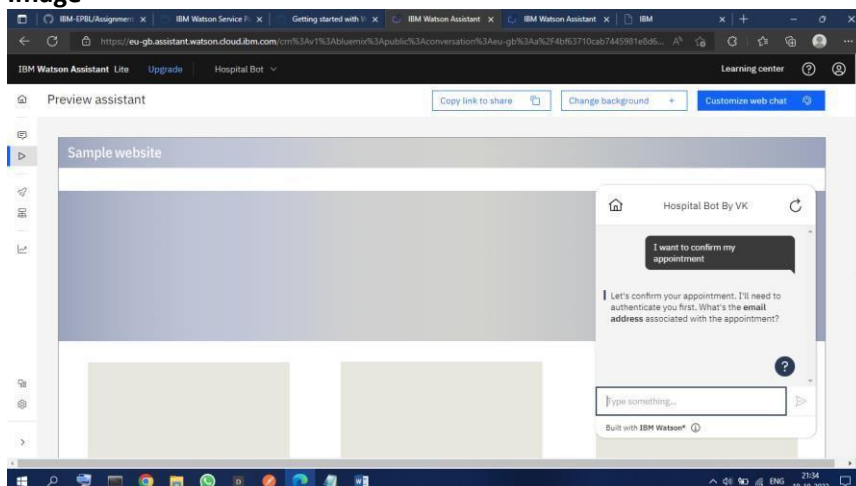 Image
IBM-EPBL/Assignment
IBM Watson Service
Getting started with
IBM Watson Assistant
IBM Watson Assistant
IBM
https://eu-gb.assistant.watson.cloud.ibm.com/crn%3Av1%3Abluemix%3Apublic%3Aconversation%3Aeu-gb%3Aa%2F4bf63710cab7445981e8d6...
IBM Watson Assistant Lite Upgrade Hospital Bot Learning center
Preview assistant Copy link to share Change background + Customize web chat
Sample website
Hospital Bot By VK
I want to confirm my
appointment
Let's confirm your appointment. I'll need to
authenticate you first. What's the email
address associated with the appointment?
?
Type something...
Built with IBM Watson®
ENG 21:34